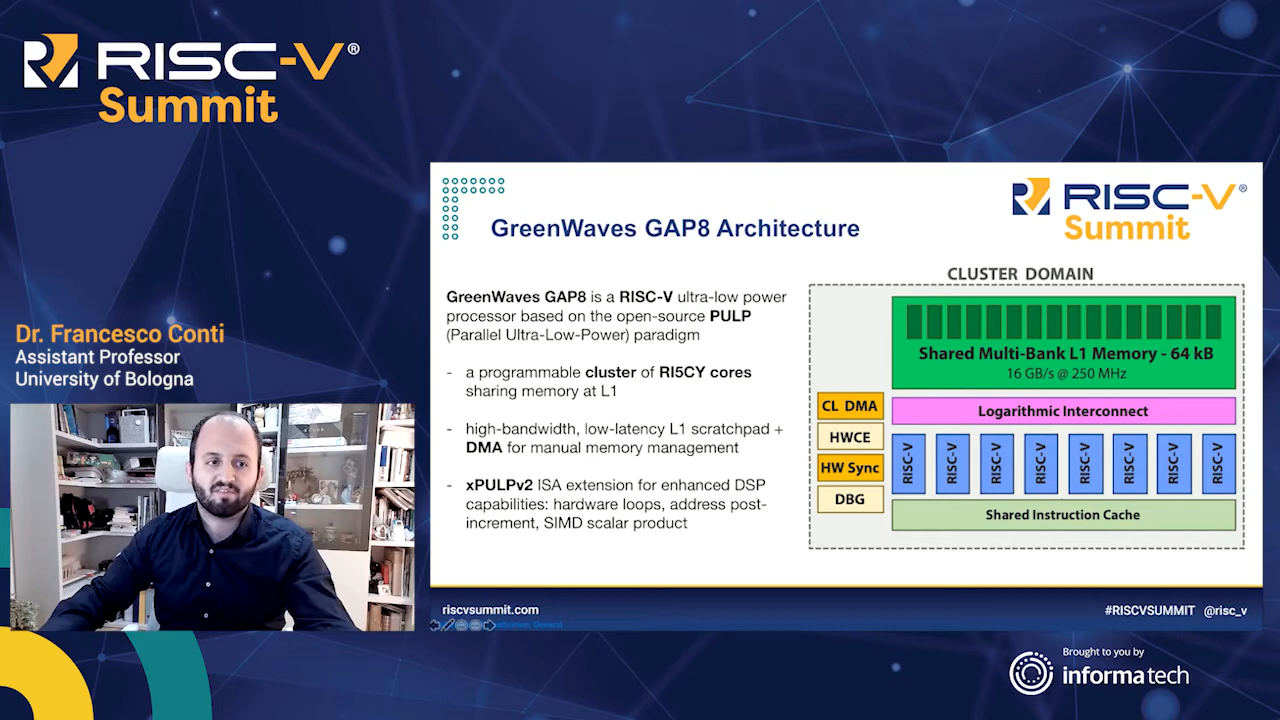 RISC-V®
Summit
Dr. Francesco Conti
Assistant Professor
University of Bologna
RISC-V®
Summit
GreenWaves GAP8 Architecture
GreenWaves GAP8 is a RISC-V ultra-low power
processor based on the open-source PULP
(Parallel Ultra-Low-Power) paradigm
- a programmable cluster of RI5CY cores
sharing memory at L1
- high-bandwidth, low-latency L1 scratchpad +
DMA for manual memory management
- xPULPv2 ISA extension for enhanced DSP
capabilities: hardware loops, address post-
increment, SIMD scalar product
CLUSTER DOMAIN
Shared Multi-Bank L1 Memory - 64 kB
16 GB/s @ 250 MHz
CL DMA
HWCE
HW Sync
DBG
Logarithmic Interconnect
RISC-V
RISC-V
RISC-V
RISC-V
RISC-V
RISC-V
RISC-V
RISC-V
Shared Instruction Cache
riscvsummit.com
#RISCVSUMMIT @risc_v
General
Brought to you by
informa tech